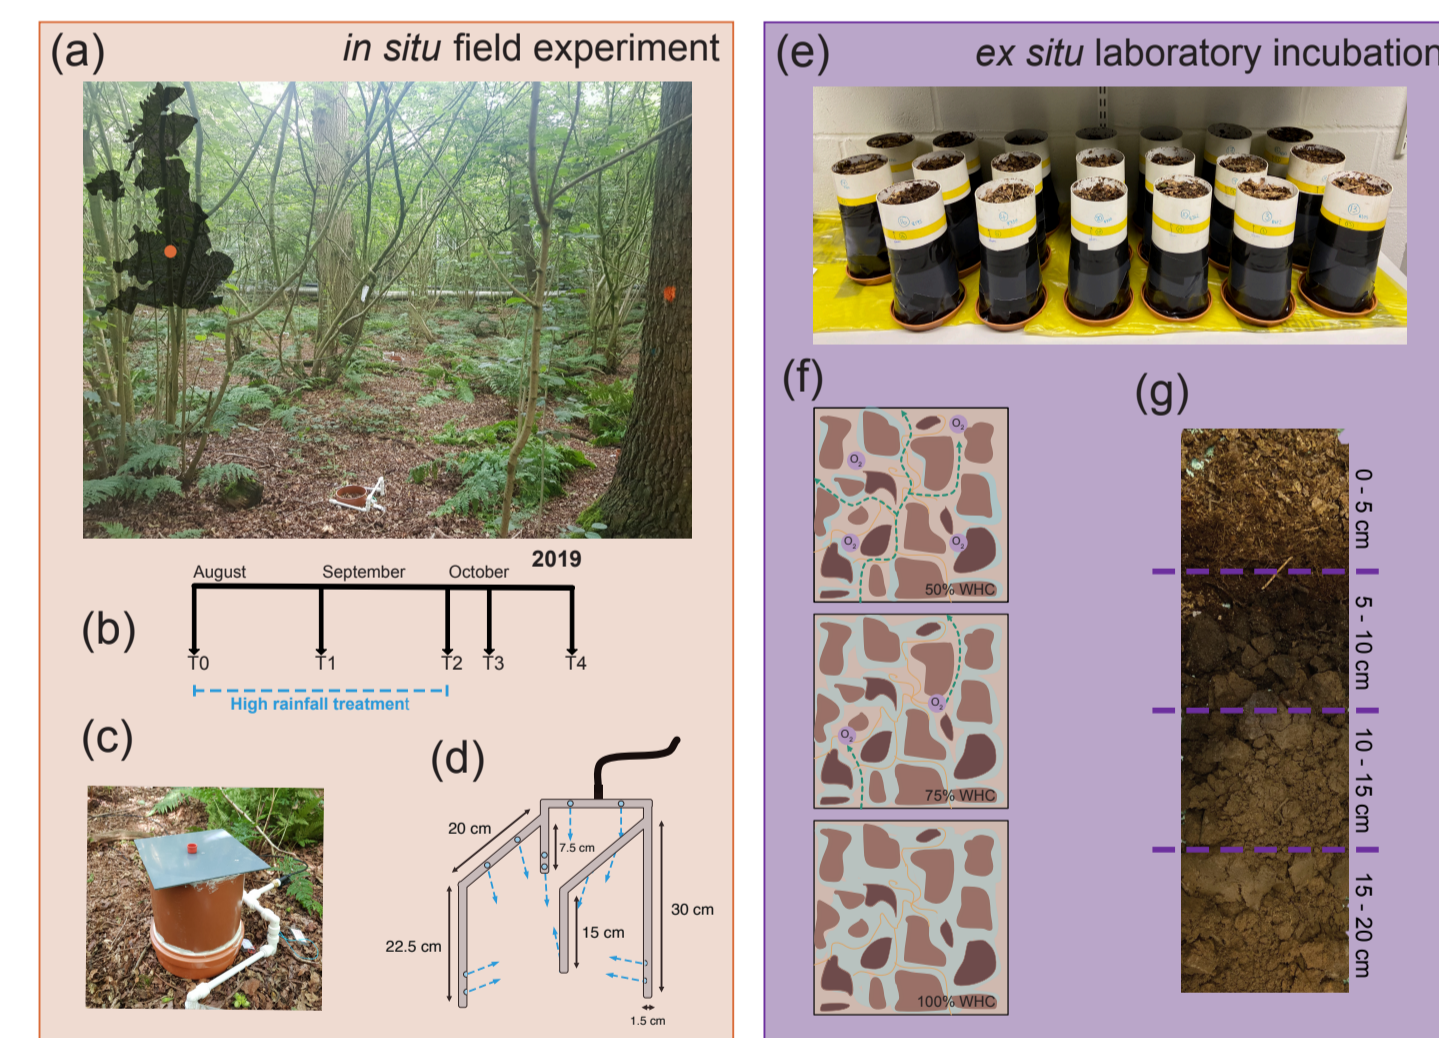 (a)
in situ field experiment
2019
August September October
(b)
T0 T1 T2 T3 T4
High rainfall treatment
(c)
(d)
20 cm
7.5 cm
22.5 cm
15 cm
30 cm
1.5 cm
(e)
ex situ laboratory incubation
(f)
O2
O2
O2
O2
50% WHC
O2
O2
75% WHC
100% WHC
(g)
0 - 5 cm
5 - 10 cm
10 - 15 cm
15 - 20 cm